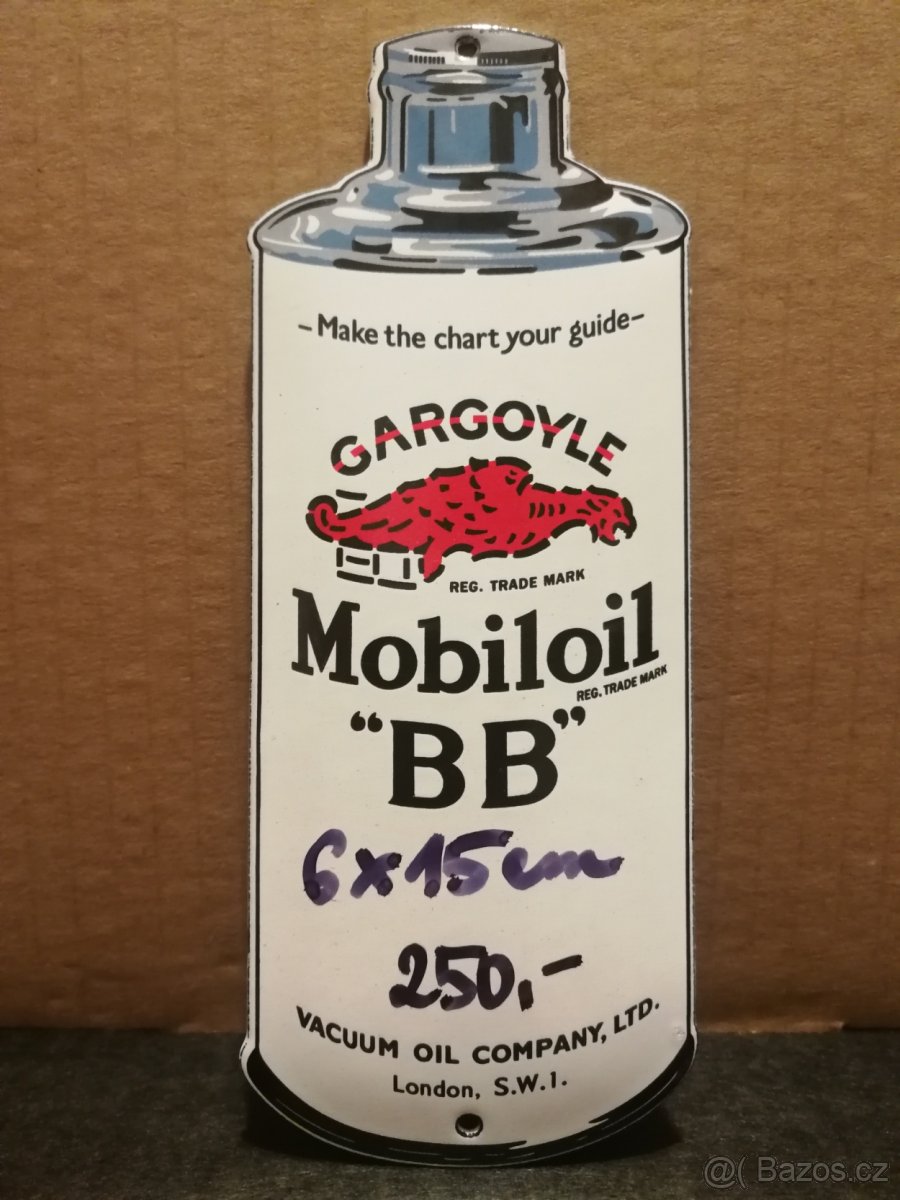 -Make the chart your guide-
GARGOYLE
REG. TRADE MARK
Mobiloil
REG. TRADE MARK
“BB”
6x15cm
250,-
VACUUM OIL COMPANY, LTD.
London, S.W.1.
@( Bazos.cz